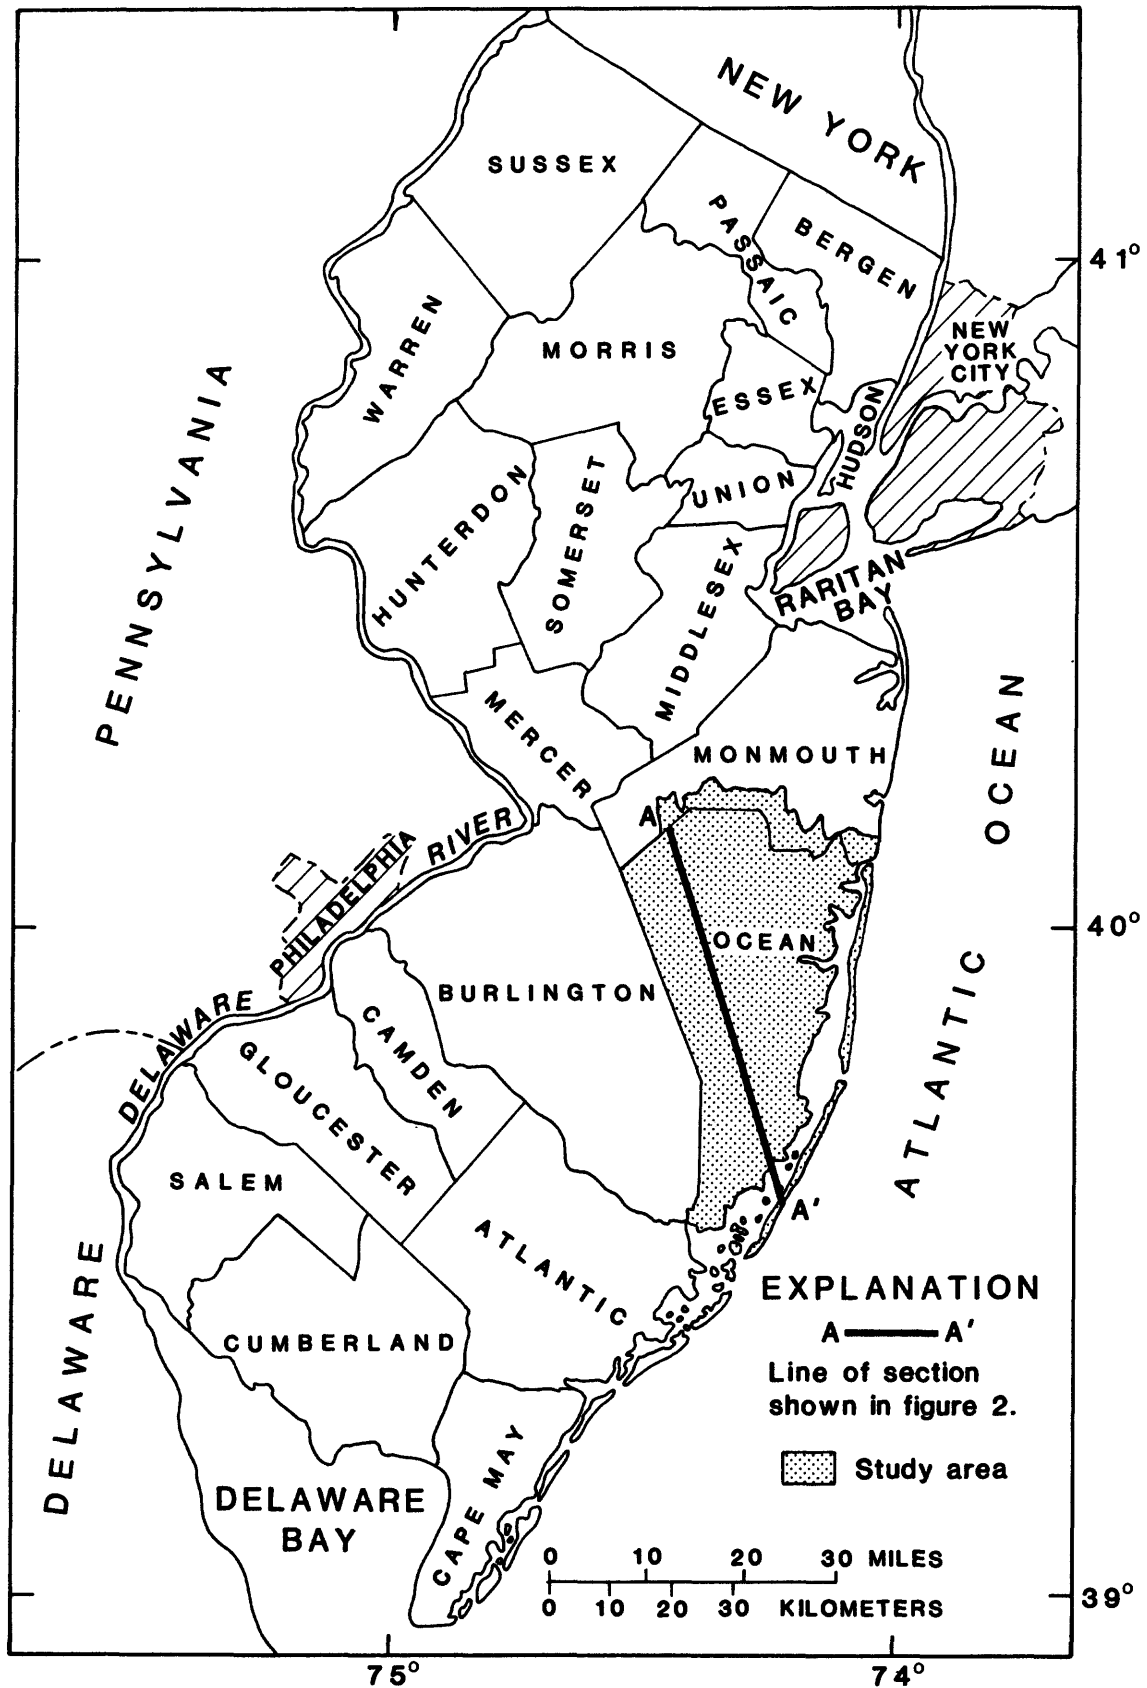 NEW YORK
SUSSEX
PASSAIC
BERGEN
41°
WARREN
MORRIS
NEW
YORK
CITY
ESSEX
HUDSON
PENNSYLVANIA
HUNTERDON
SOMERSET
UNION
MIDDLESEX
RARITAN
BAY
MERCER
MONMOUTH
ATLANTIC OCEAN
A
DELAWARE RIVER
PHILADELPHIA
40°
OCEAN
BURLINGTON
CAMDEN
GLOUCESTER
SALEM
A'
ATLANTIC
DELAWARE
CUMBERLAND
CAPE MAY
DELAWARE
BAY
EXPLANATION
A A'
Line of section
shown in figure 2.
Study area
0 10 20 30 MILES
0 10 20 30 KILOMETERS
39°
75° 74°